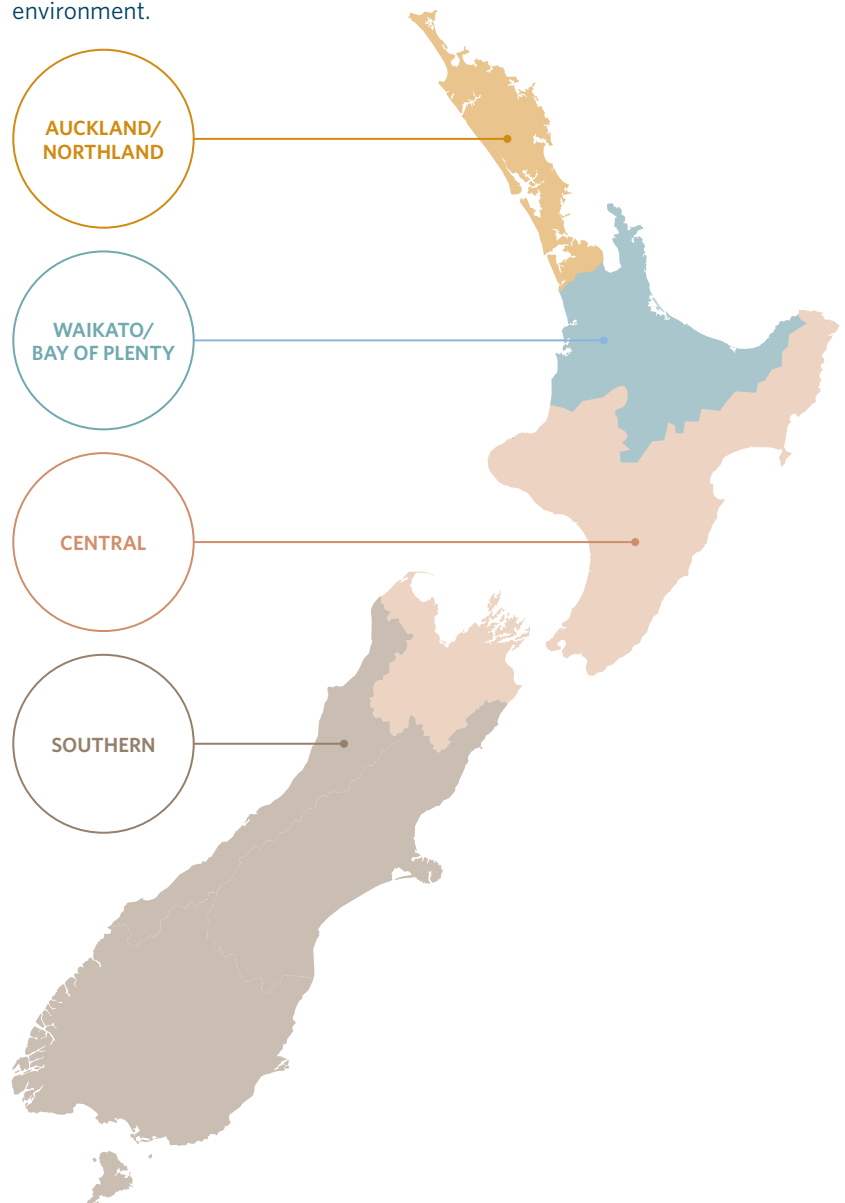 environment.
AUCKLAND/
NORTHLAND
WAIKATO/
BAY OF PLENTY
CENTRAL
SOUTHERN